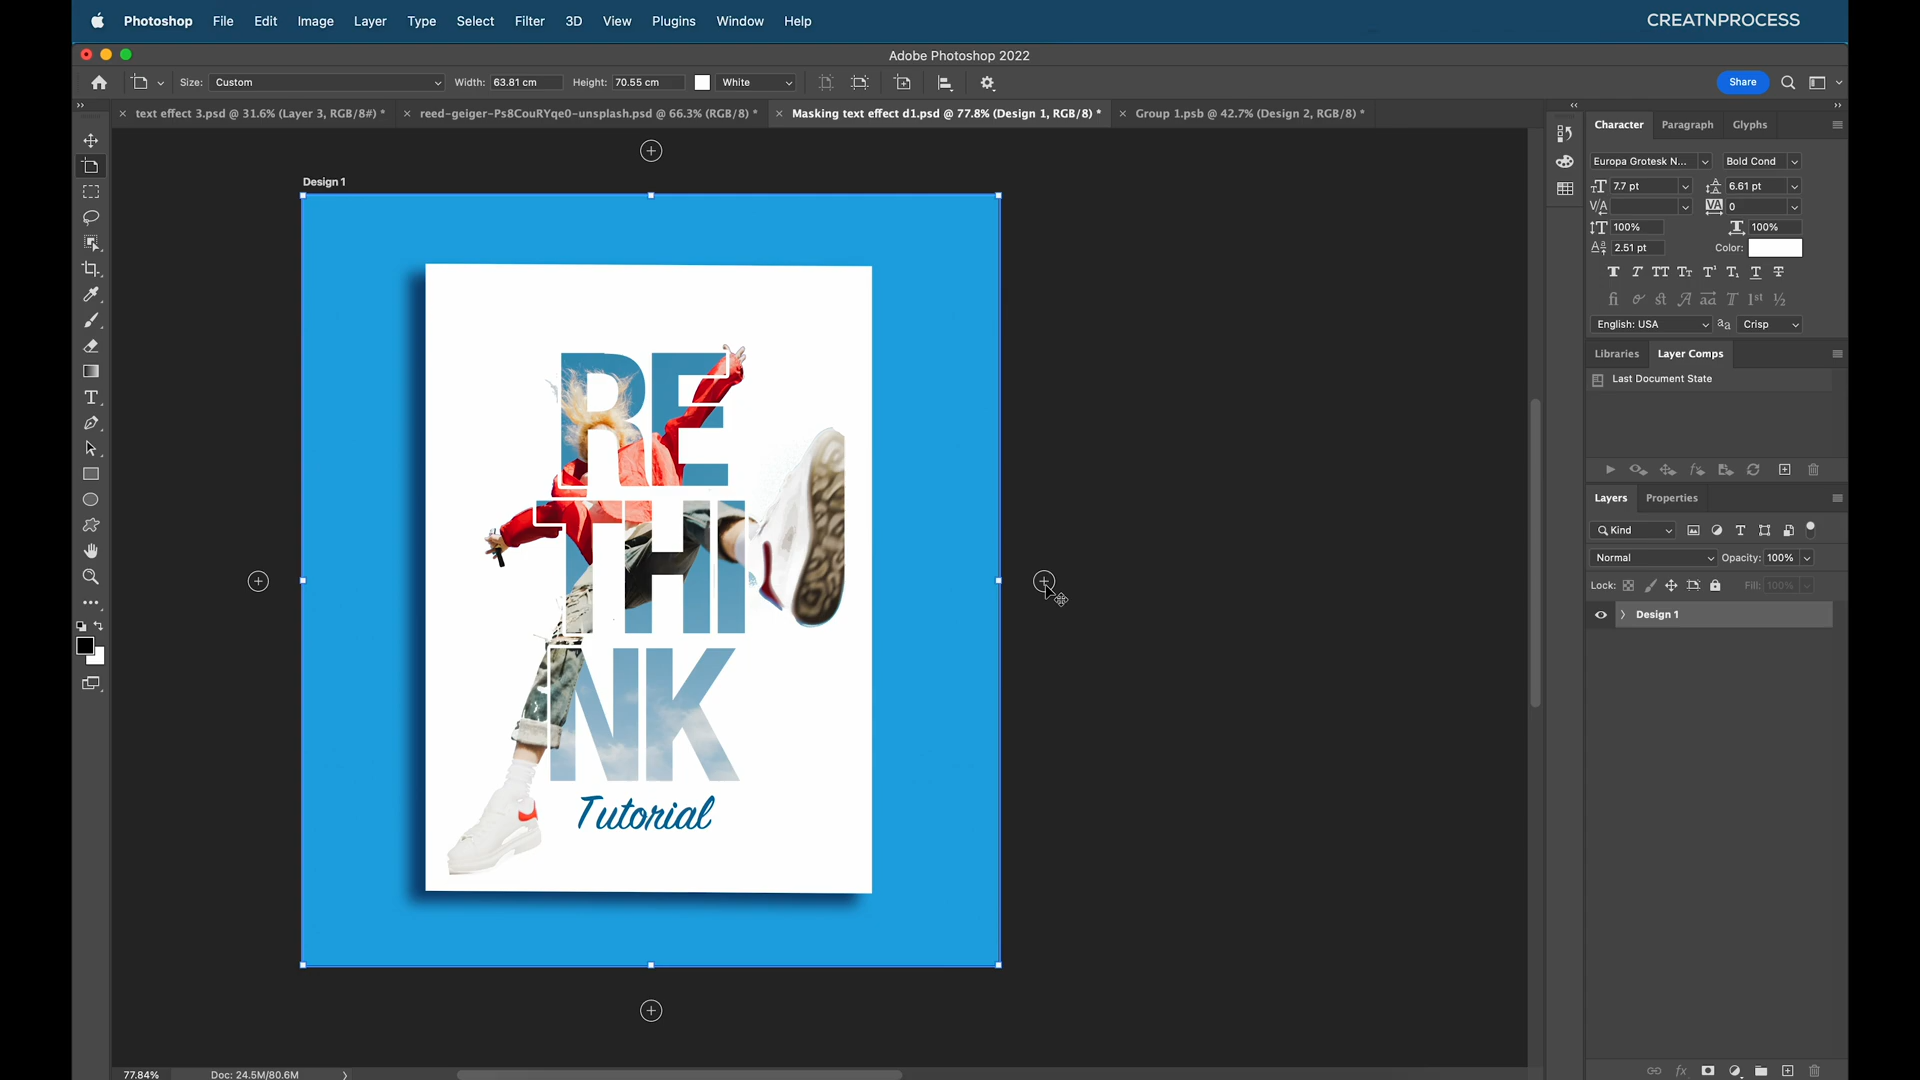 Photoshop File Edit Image Layer Type Select Filter 3D View Plugins Window Help
CREATNPROCESS
Adobe Photoshop 2022
Size: Custom Width: 63.81 cm Height: 70.55 cm White
Share
text effect 3.psd @ 31.6% (Layer 3, RGB/8#) *
reed-geiger-Ps8CouRYqe0-unsplash.psd @ 66.3% (RGB/8) *
Masking text effect d1.psd @ 77.8% (Design 1, RGB/8) *
Group 1.psb @ 42.7% (Design 2, RGB/8) *
Design 1
RE
THI
NK
Tutorial
Character Paragraph Glyphs
Europa Grotesk N... Bold Cond
7.7 pt 6.61 pt
0
100% 100%
2.51 pt Color:
English: USA Crisp
Libraries Layer Comps
Last Document State
Layers Properties
Kind
Normal Opacity: 100%
Lock: Fill: 100%
Design 1
77.84% Doc: 24.5M/80.6M